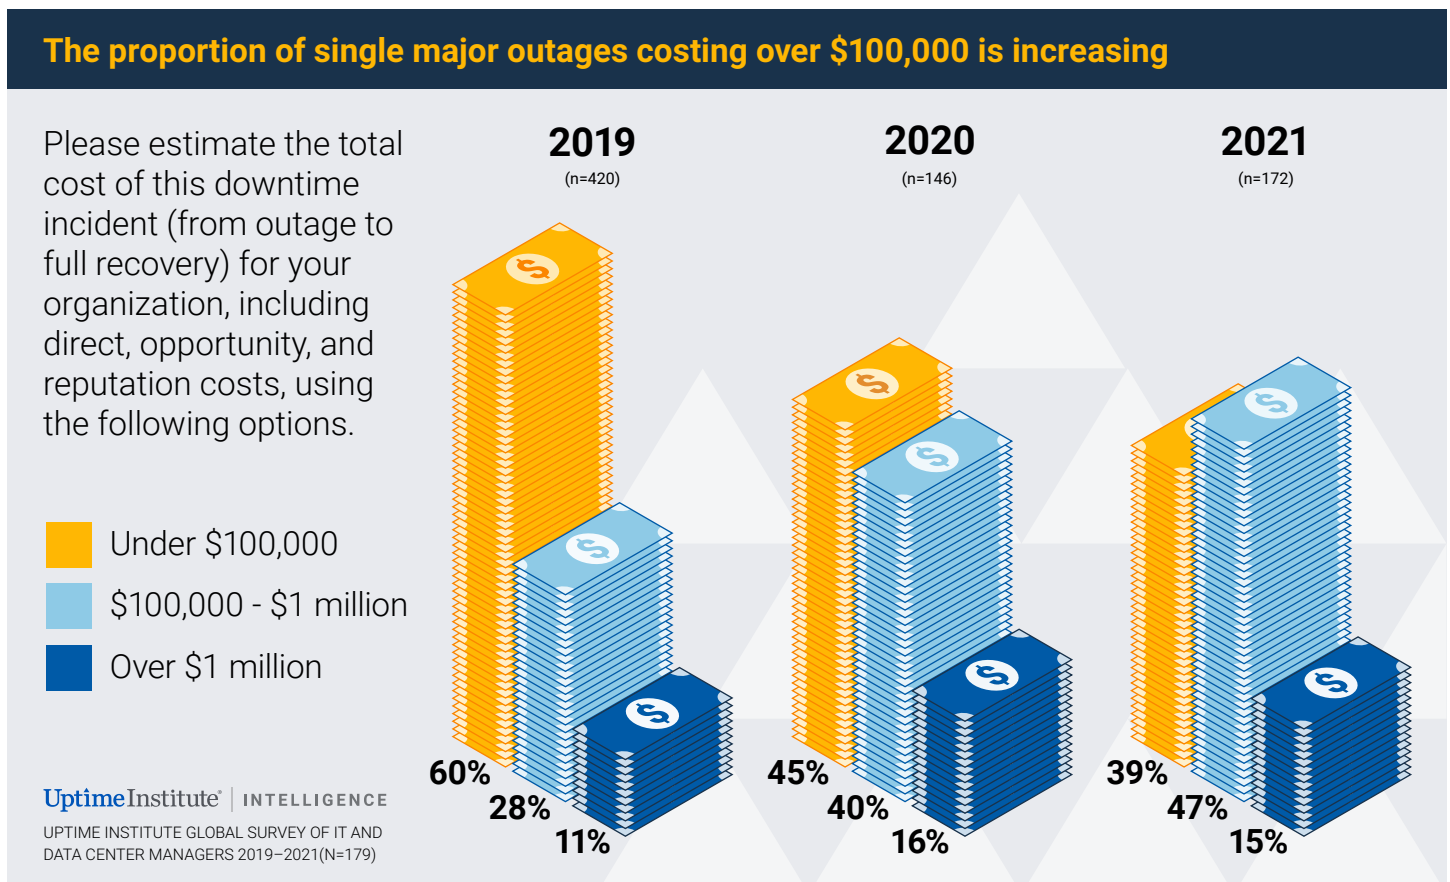 The proportion of single major outages costing over $100,000 is increasing
Please estimate the total
cost of this downtime
incident (from outage to
full recovery) for your
organization, including
direct, opportunity, and
reputation costs, using
the following options.
Under $100,000
$100,000 - $1 million
Over $1 million
2019
(n=420)
60%
28%
11%
2020
(n=146)
45%
40%
16%
2021
(n=172)
39%
47%
15%
UptimeInstitute® | INTELLIGENCE
UPTIME INSTITUTE GLOBAL SURVEY OF IT AND
DATA CENTER MANAGERS 2019–2021(N=179)